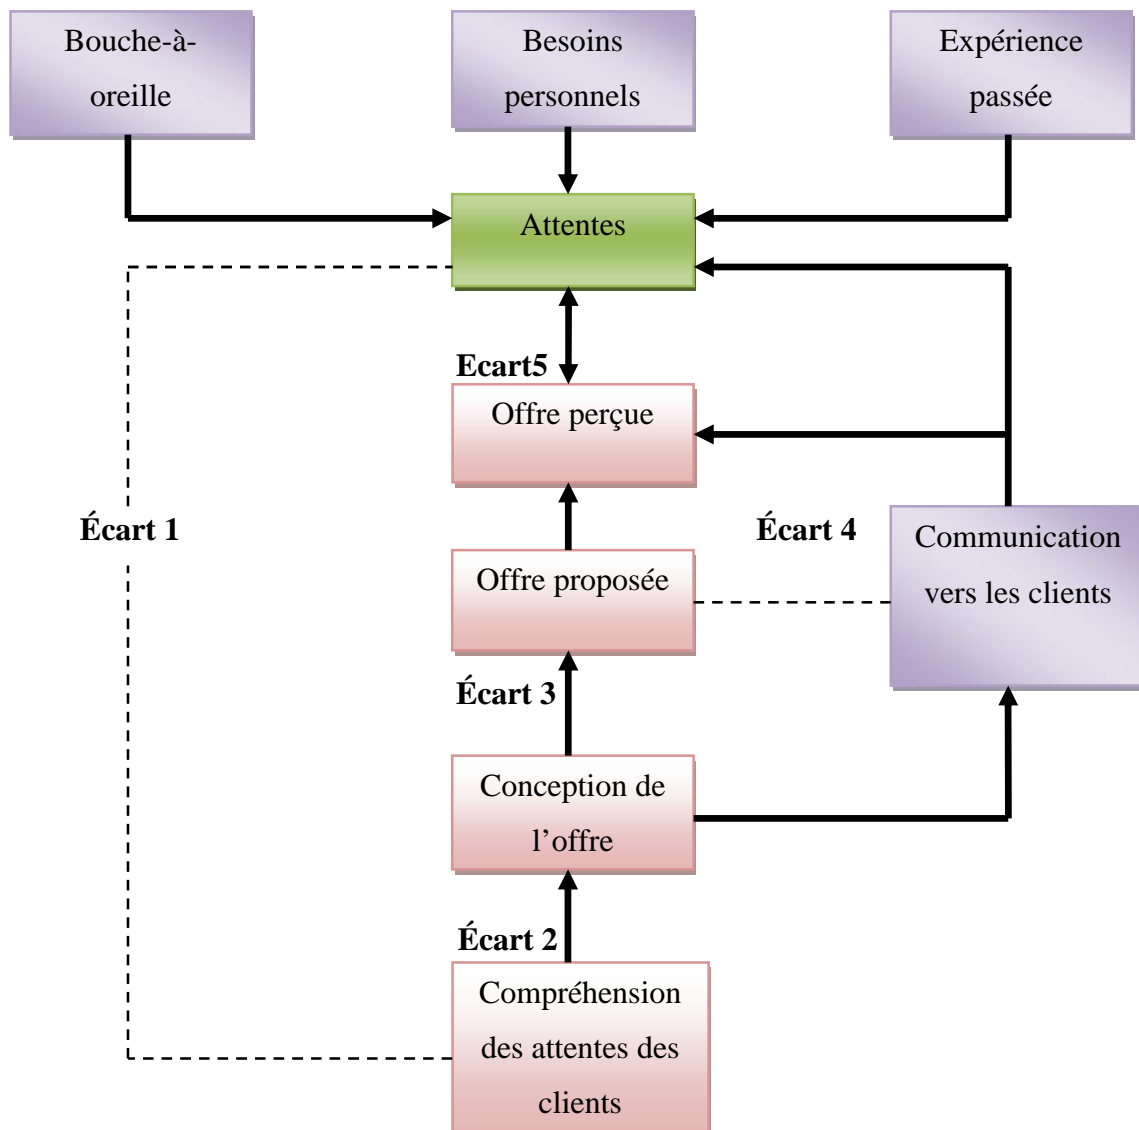 Bouche-à-
oreille
Besoins
personnels
Expérience
passée
Attentes
Ecart5
Offre perçue
Écart 1
Écart 4
Communication
vers les clients
Offre proposée
Écart 3
Conception de
l’offre
Écart 2
Compréhension
des attentes des
clients